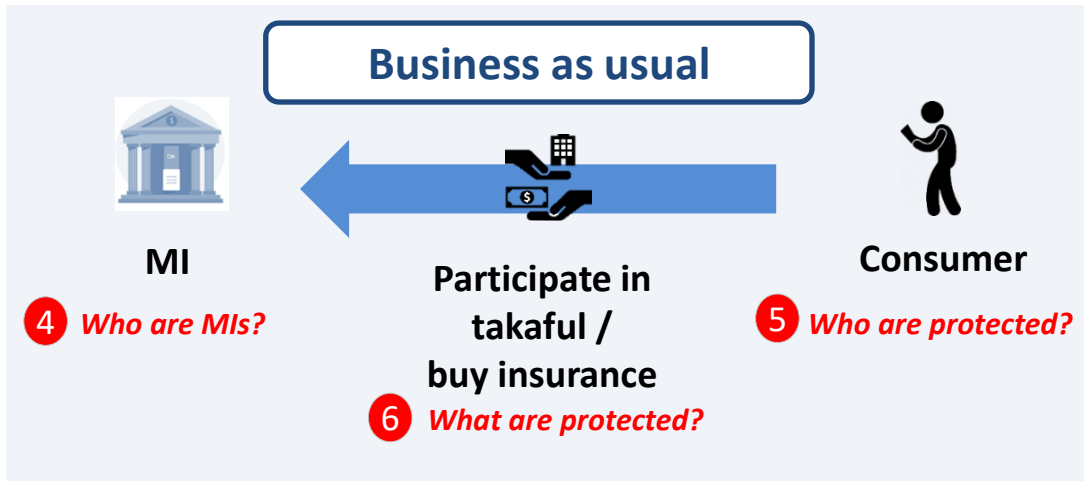 Business as usual
MI
4 Who are MIs?
Participate in
takaful /
buy insurance
6 What are protected?
Consumer
5 Who are protected?